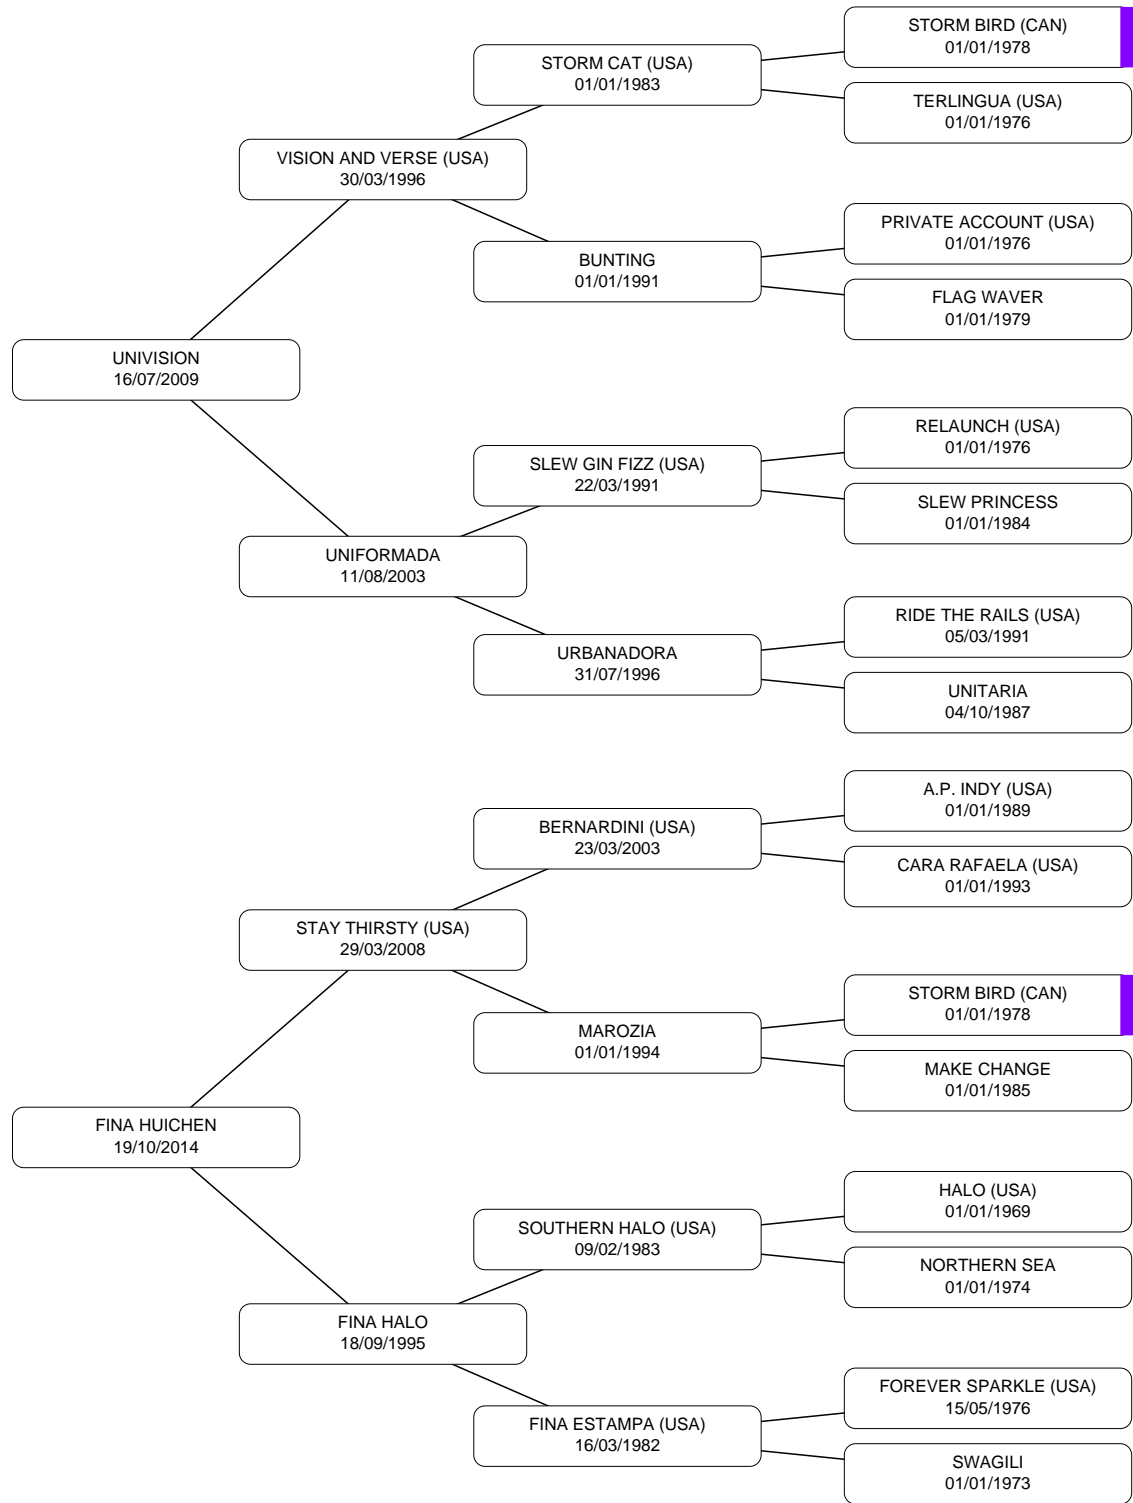 STORM BIRD (CAN)
01/01/1978
STORM CAT (USA)
01/01/1983
TERLINGUA (USA)
01/01/1976
VISION AND VERSE (USA)
30/03/1996
PRIVATE ACCOUNT (USA)
01/01/1976
BUNTING
01/01/1991
FLAG WAVER
01/01/1979
UNIVISION
16/07/2009
RELAUNCH (USA)
01/01/1976
SLEW GIN FIZZ (USA)
22/03/1991
SLEW PRINCESS
01/01/1984
UNIFORMADA
11/08/2003
RIDE THE RAILS (USA)
05/03/1991
URBANADORA
31/07/1996
UNITARIA
04/10/1987
A.P. INDY (USA)
01/01/1989
BERNARDINI (USA)
23/03/2003
CARA RAFAELA (USA)
01/01/1993
STAY THIRSTY (USA)
29/03/2008
STORM BIRD (CAN)
01/01/1978
MAROZIA
01/01/1994
MAKE CHANGE
01/01/1985
FINA HUICHEN
19/10/2014
HALO (USA)
01/01/1969
SOUTHERN HALO (USA)
09/02/1983
NORTHERN SEA
01/01/1974
FINA HALO
18/09/1995
FOREVER SPARKLE (USA)
15/05/1976
FINA ESTAMPA (USA)
16/03/1982
SWAGILI
01/01/1973